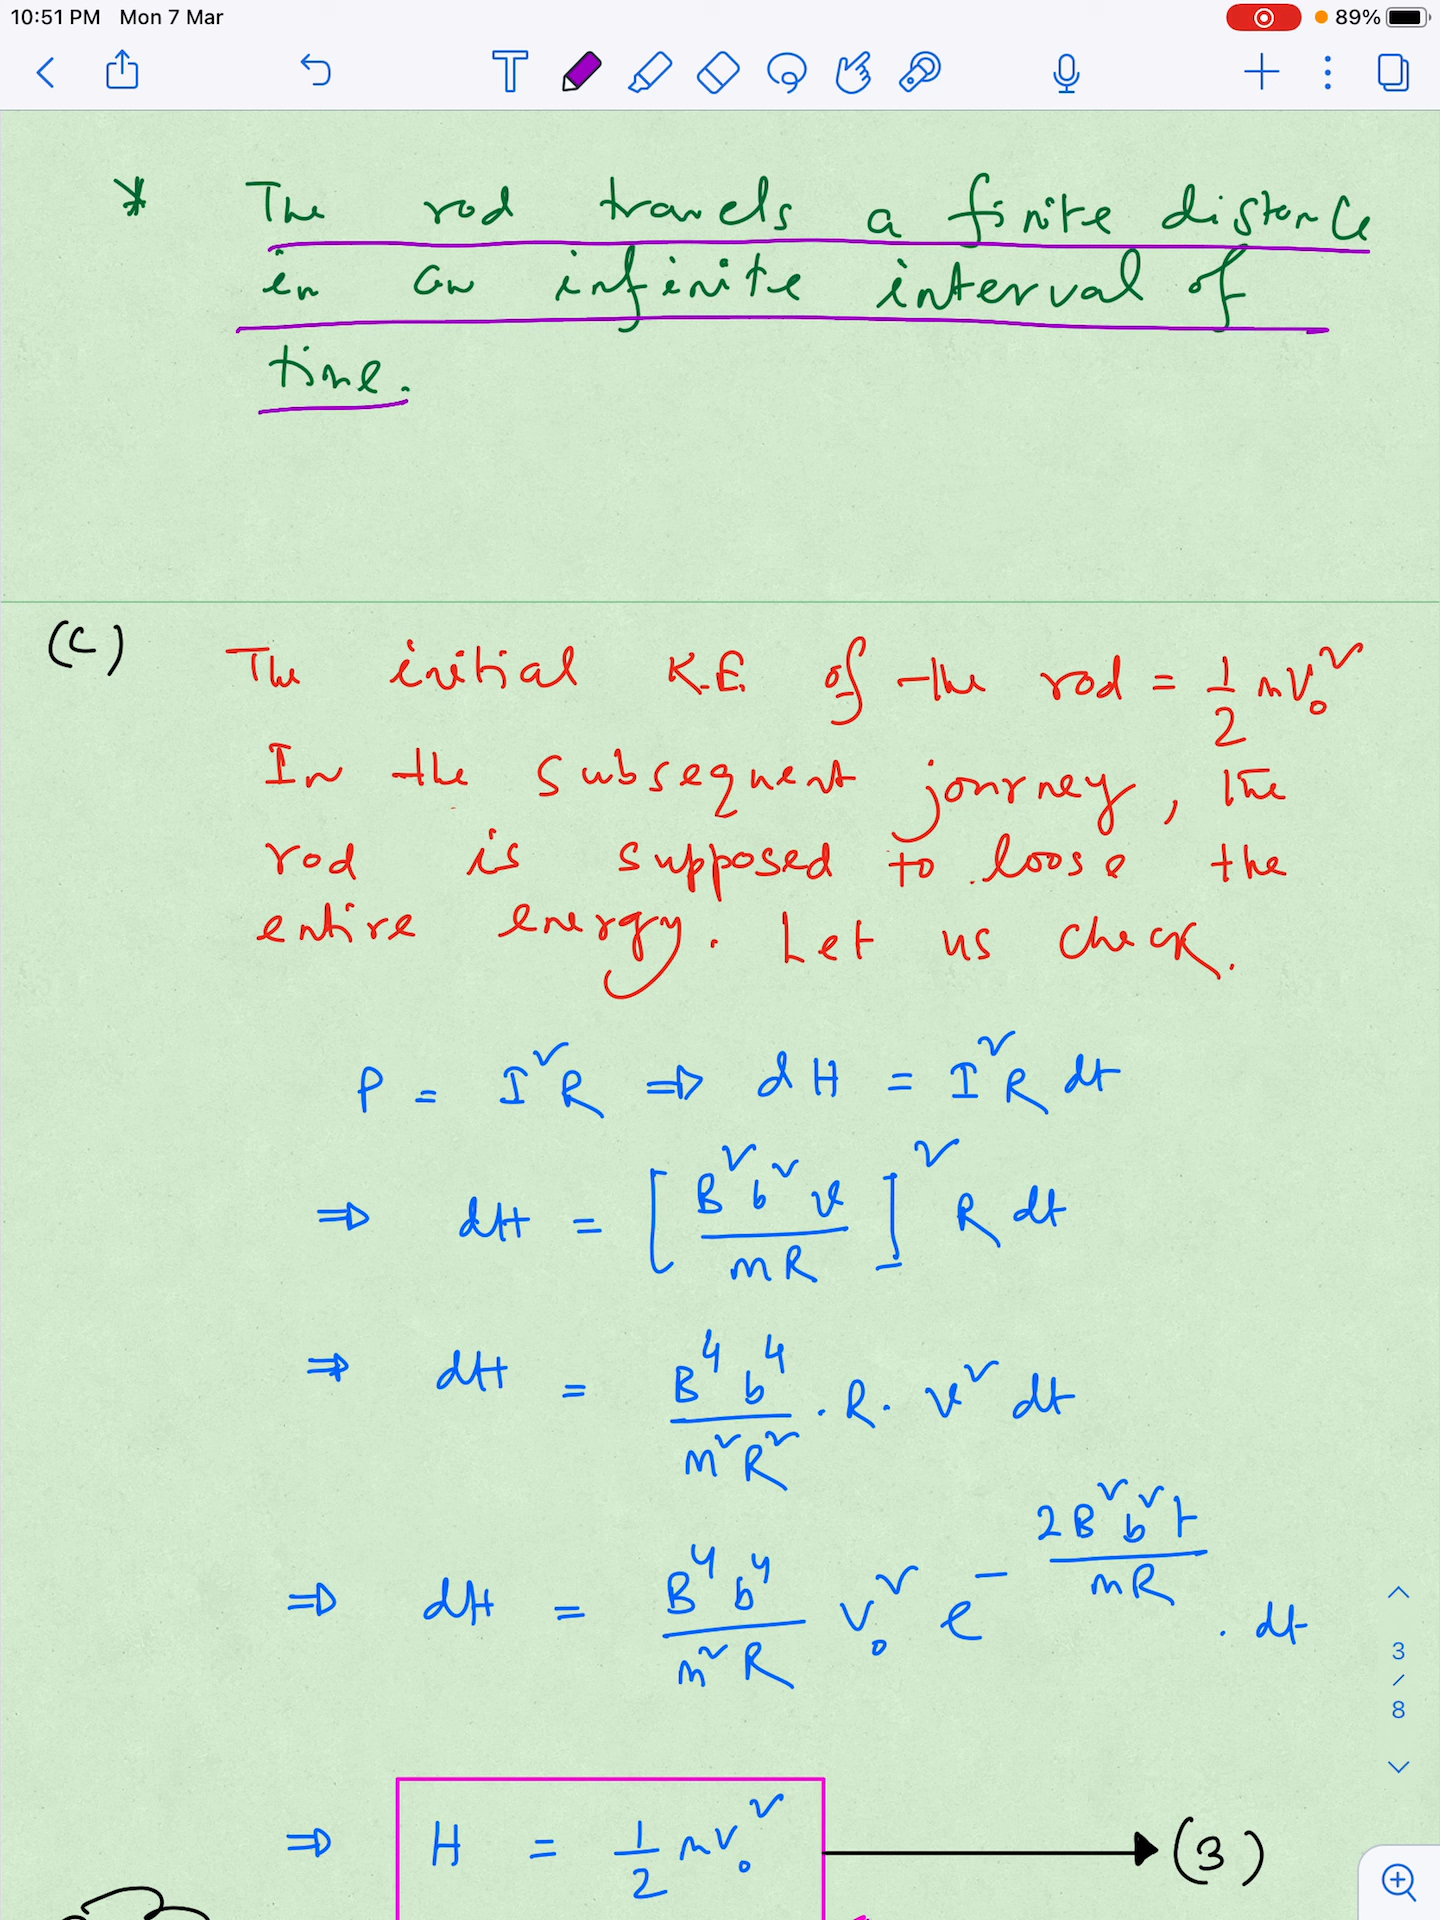 10:51 PM Mon 7 Mar 89%
* The rod travels a finite distance
in an infinite interval of
time.
(c) The initial K.E. of the rod = 1/2 mV₀²
In the subsequent journey, the
rod is supposed to loose the
entire energy. Let us check.
P = I²R ⇒ dH = I²R dt
⇒ dH = [B²b²v / mR]² R dt
⇒ dH = B⁴b⁴ / m²R² . R . v² dt
⇒ dH = B⁴b⁴ / m²R V₀² e^(- 2B²b²t / mR) . dt
3 / 8
⇒ H = 1/2 mv₀² → (3)